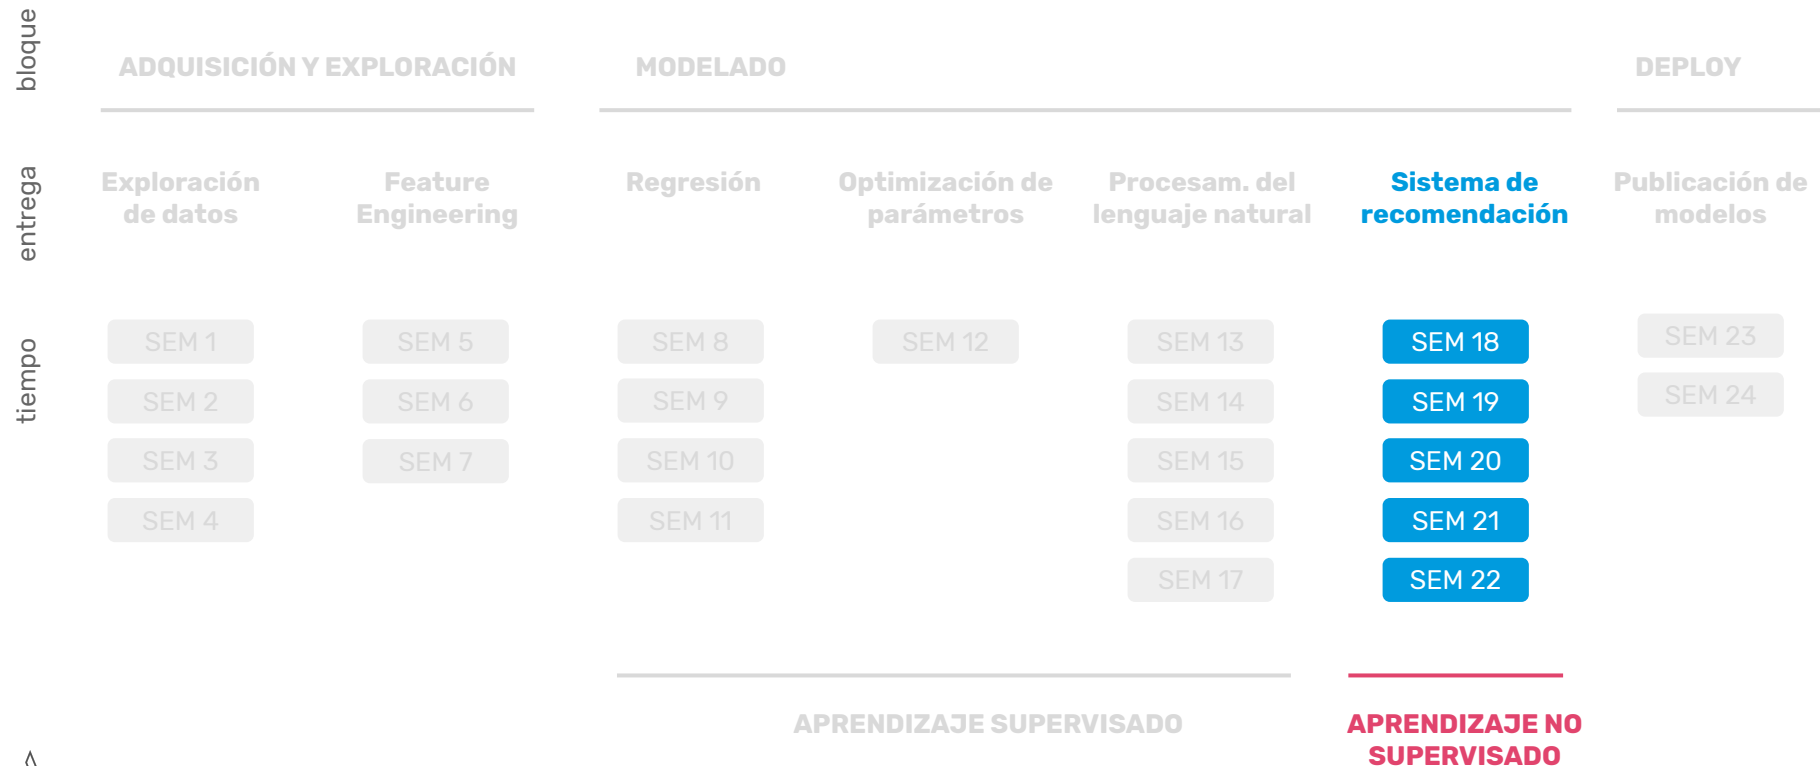 bloque
ADQUISICIÓN Y EXPLORACIÓN
MODELADO
DEPLOY
entrega
Exploración
de datos
Feature
Engineering
Regresión
Optimización de
parámetros
Procesam. del
lenguaje natural
Sistema de
recomendación
Publicación de
modelos
tiempo
SEM 1
SEM 2
SEM 3
SEM 4
SEM 5
SEM 6
SEM 7
SEM 8
SEM 9
SEM 10
SEM 11
SEM 12
SEM 13
SEM 14
SEM 15
SEM 16
SEM 17
SEM 18
SEM 19
SEM 20
SEM 21
SEM 22
SEM 23
SEM 24
APRENDIZAJE SUPERVISADO
APRENDIZAJE NO
SUPERVISADO